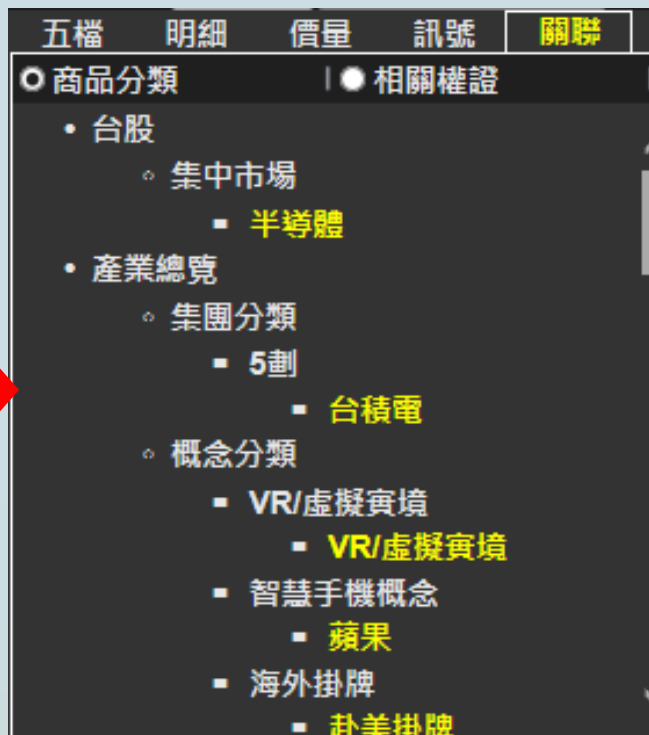 五檔 明細 價量 訊號 關聯
商品分類 相關權證
台股
集中市場
半導體
產業總覽
集團分類
5劃
台積電
概念分類
VR/虛擬實境
VR/虛擬實境
智慧手機概念
蘋果
海外掛牌
赴美掛牌